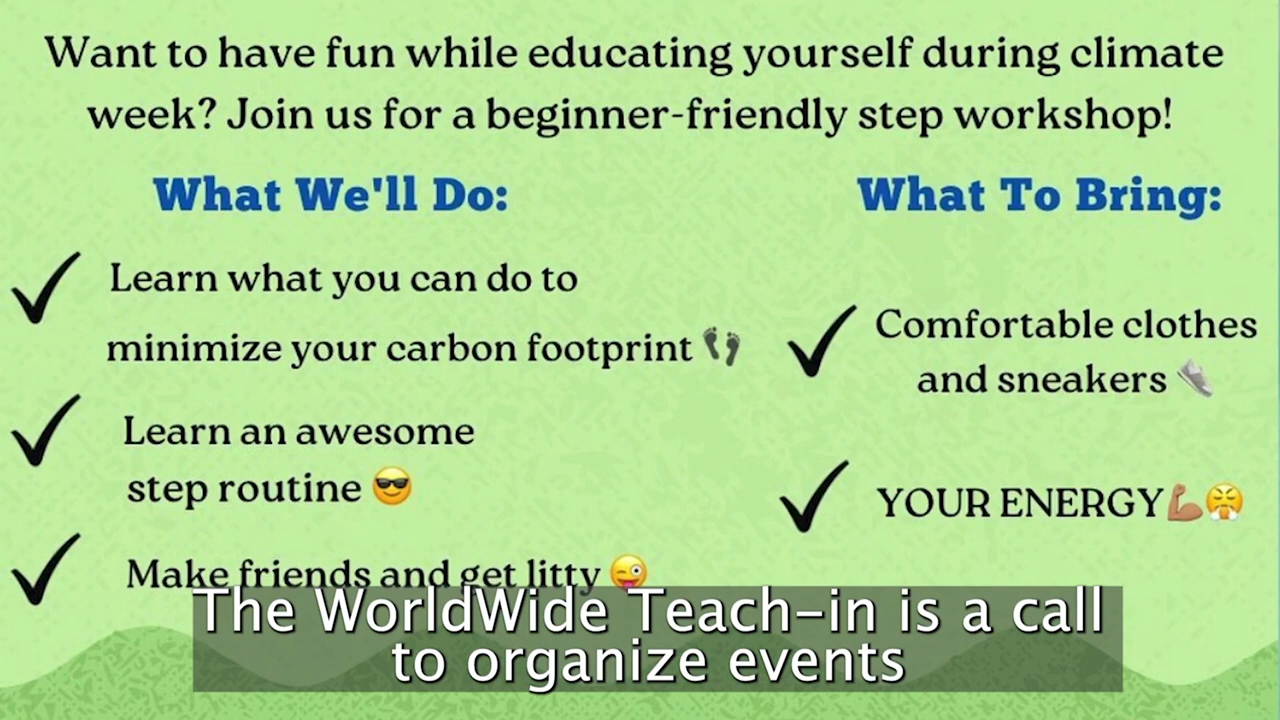 Want to have fun while educating yourself during climate
week? Join us for a beginner-friendly step workshop!
What We'll Do:
Learn what you can do to
minimize your carbon footprint 👣
Learn an awesome
step routine 😎
Make friends and get litty 😜
What To Bring:
Comfortable clothes
and sneakers 👟
YOUR ENERGY💪🏽😤
The WorldWide Teach-in is a call
to organize events